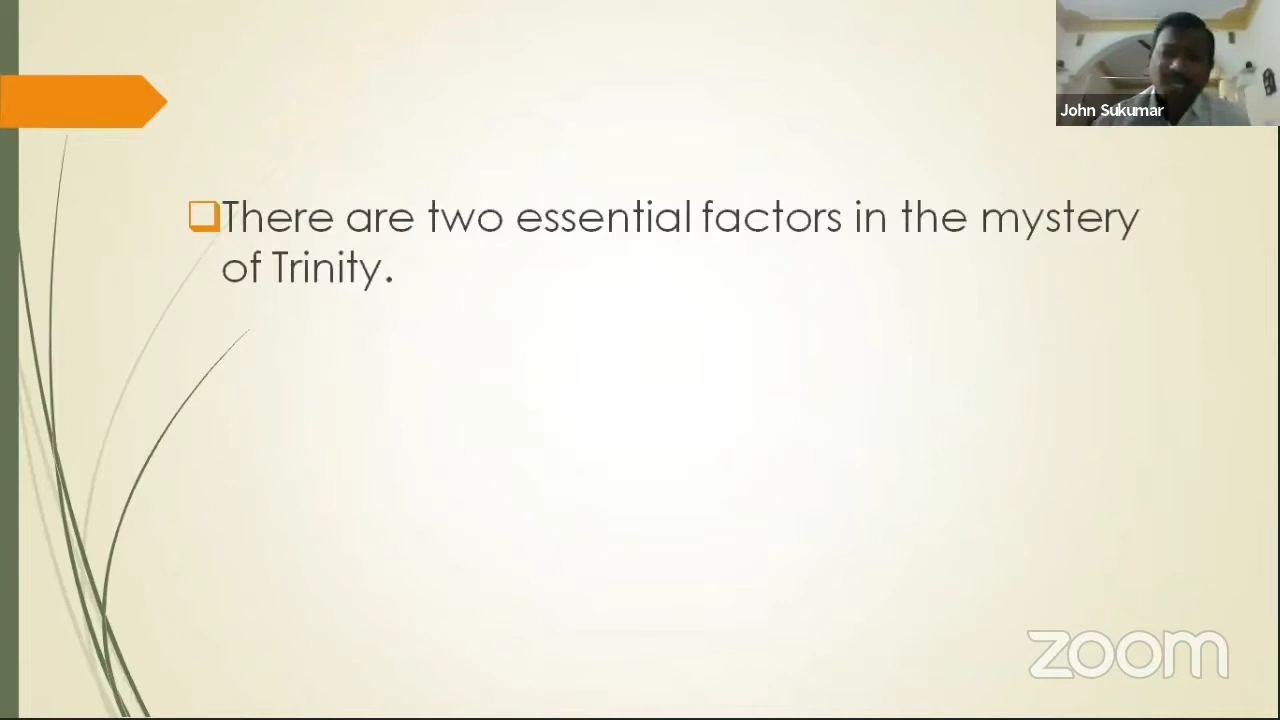 John Sukumar
There are two essential factors in the mystery
of Trinity.
zoom